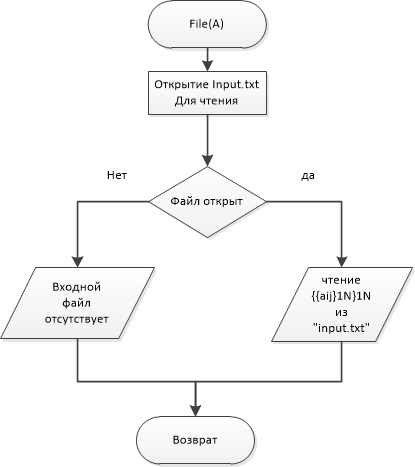 File(A)
Открытие Input.txt
Для чтения
Нет
да
Файл открыт
Входной
файл
отсутствует
чтение
{{aij}1N}1N
из
"input.txt"
Возврат